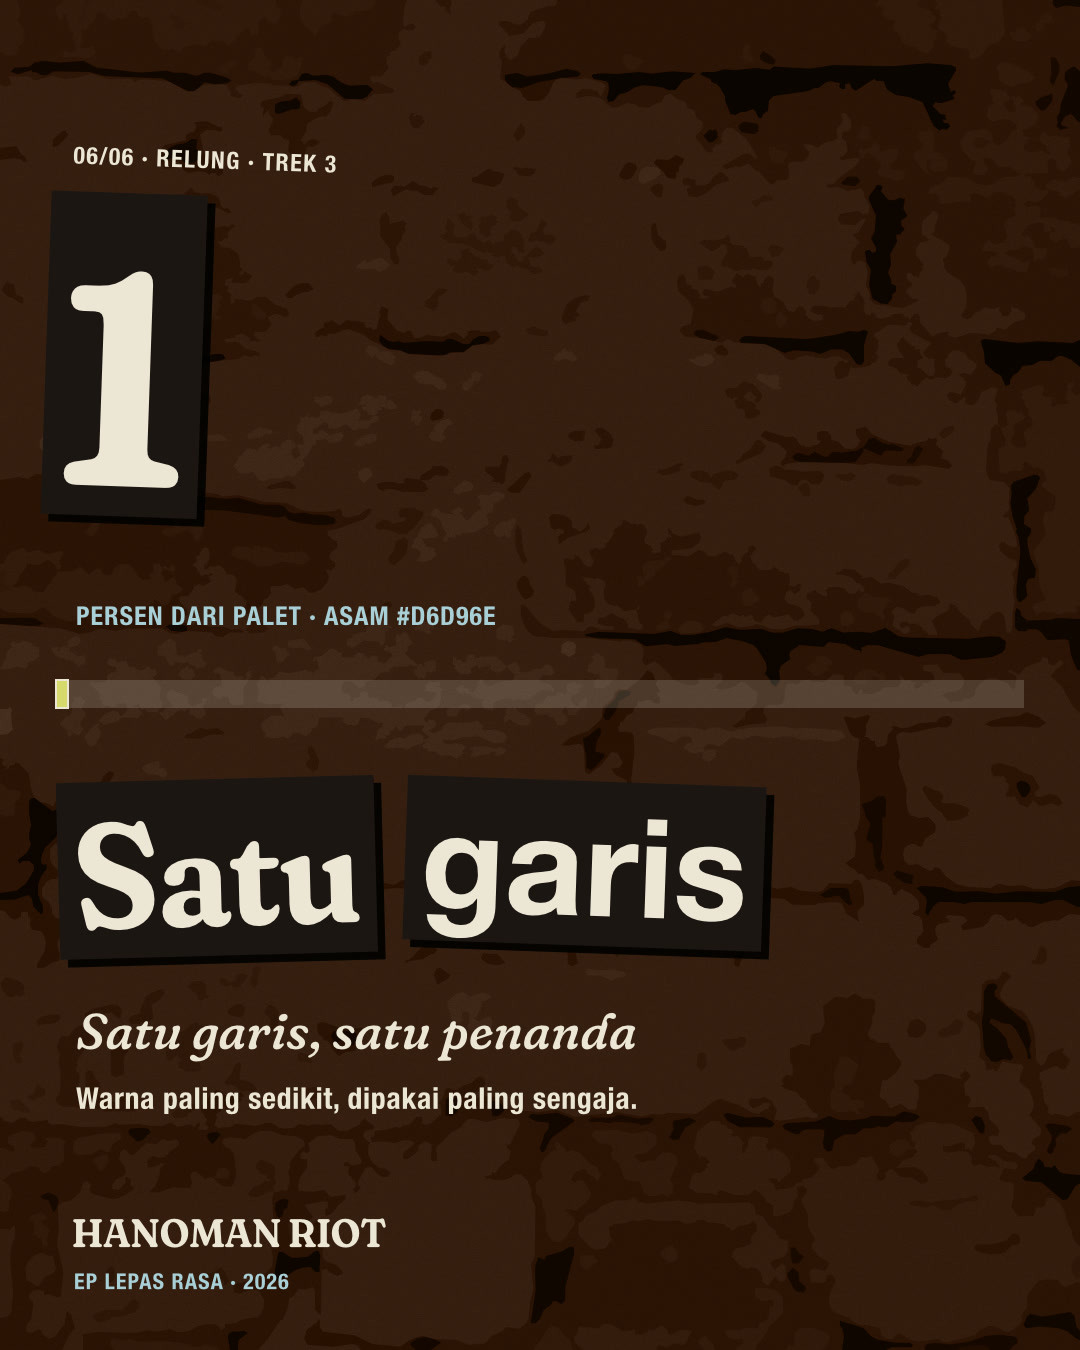 06/06 · RELUNG · TREK 3
1
PERSEN DARI PALET · ASAM #D6D96E
Satu garis
Satu garis, satu penanda
Warna paling sedikit, dipakai paling sengaja.
HANOMAN RIOT
EP LEPAS RASA · 2026